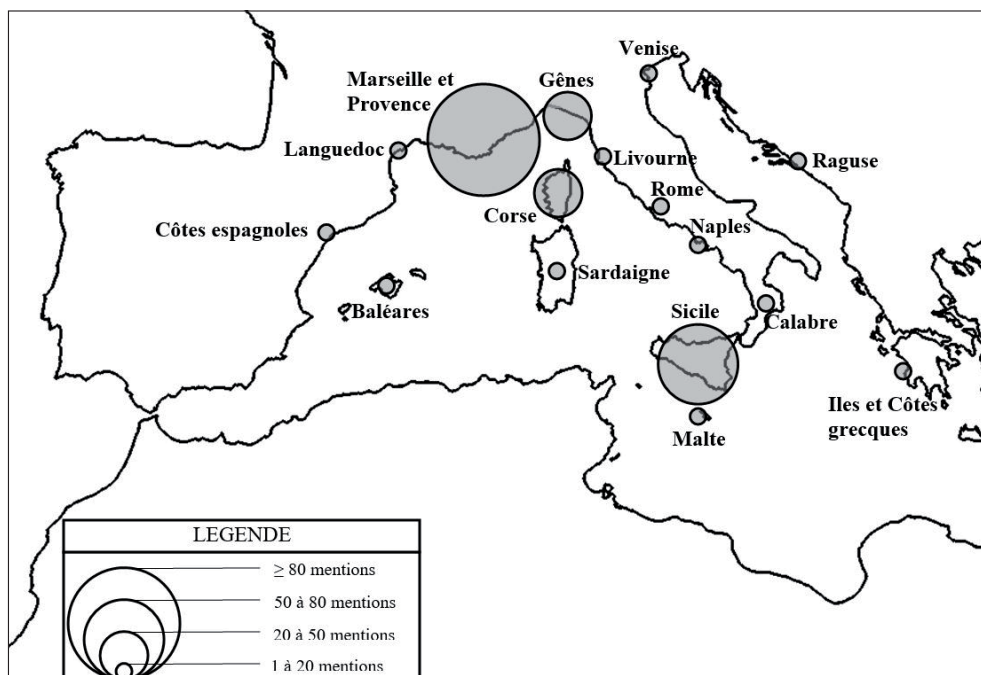 Venise
Marseille et
Provence
Gênes
Languedoc
Livourne
Raguse
Rome
Corse
Côtes espagnoles
Naples
Sardaigne
Baléares
Sicile
Calabre
Iles et Côtes
grecques
Malte
LEGENDE
≥ 80 mentions
50 à 80 mentions
20 à 50 mentions
1 à 20 mentions